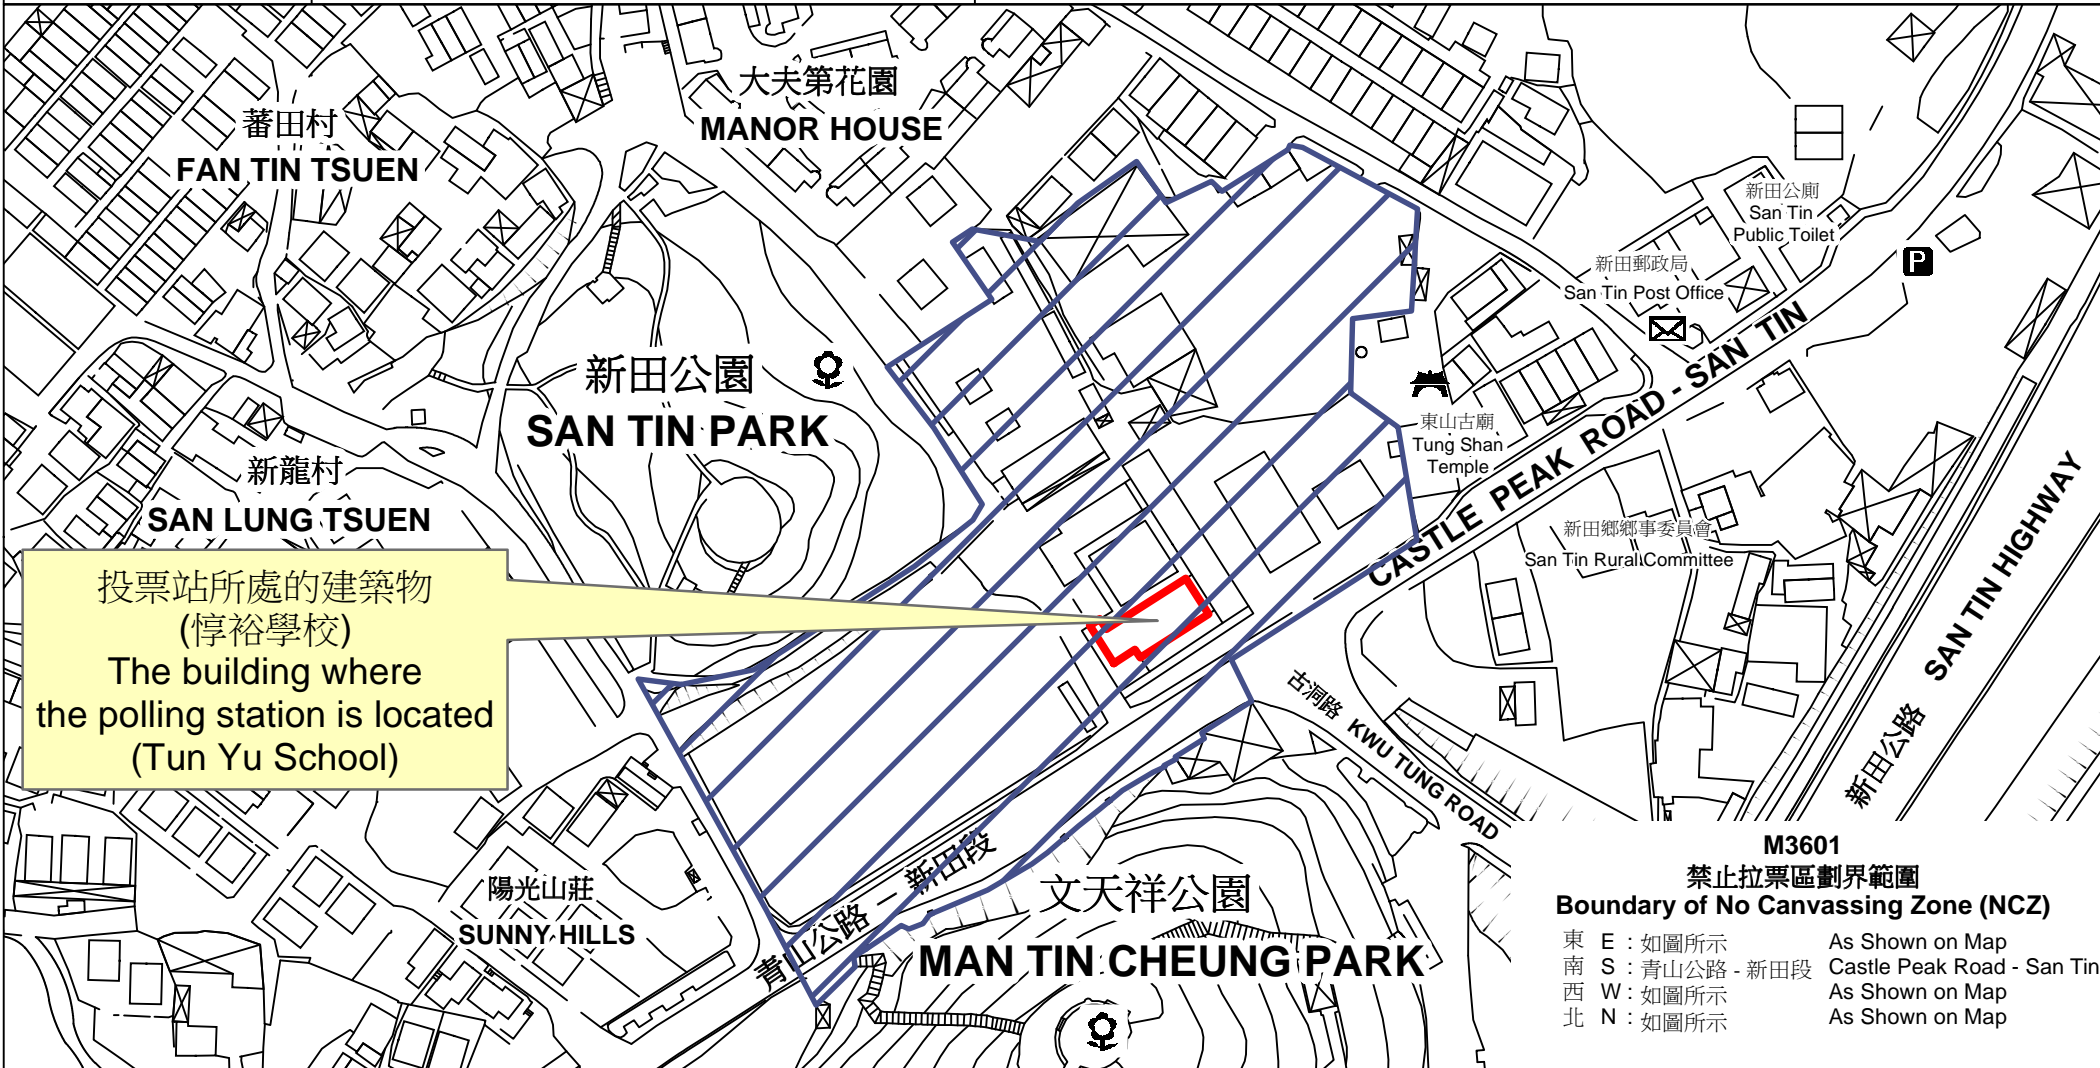 大夫第花園
MANOR HOUSE
蕃田村
FAN TIN TSUEN
新田公廁
San Tin
Public Toilet
P
新田郵政局
San Tin Post Office
新田公園
SAN TIN PARK
東山古廟
Tung Shan
Temple
CASTLE PEAK ROAD - SAN TIN
新龍村
SAN LUNG TSUEN
新田鄉鄉事委員會
San Tin Rural Committee
新田公路 SAN TIN HIGHWAY
投票站所處的建築物
(惇裕學校)
The building where
the polling station is located
(Tun Yu School)
古洞路 KWU TUNG ROAD
陽光山莊
SUNNY HILLS
青山公路 － 新田段
文天祥公園
MAN TIN CHEUNG PARK
M3601
禁止拉票區劃界範圍
Boundary of No Canvassing Zone (NCZ)
東 E : 如圖所示 As Shown on Map
南 S : 青山公路 - 新田段 Castle Peak Road - San Tin
西 W : 如圖所示 As Shown on Map
北 N : 如圖所示 As Shown on Map